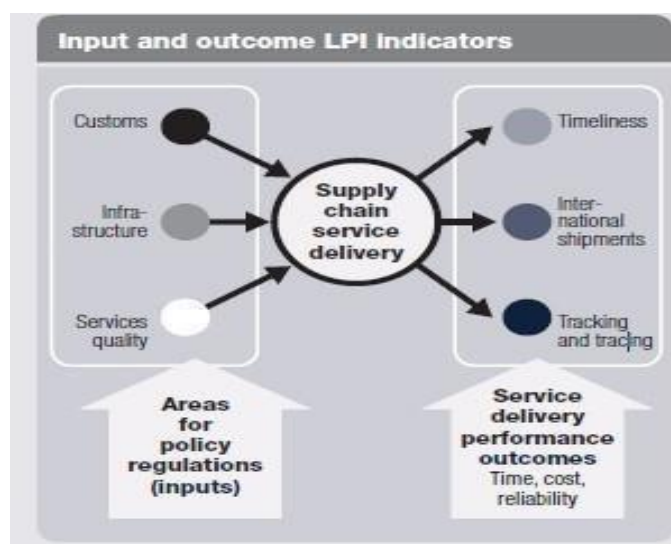 Input and outcome LPI indicators
Customs
Infra-
structure
Services
quality
Supply
chain
service
delivery
Timeliness
Inter-
national
shipments
Tracking
and tracing
Areas
for
policy
regulations
(inputs)
Service
delivery
performance
outcomes
Time, cost,
reliability